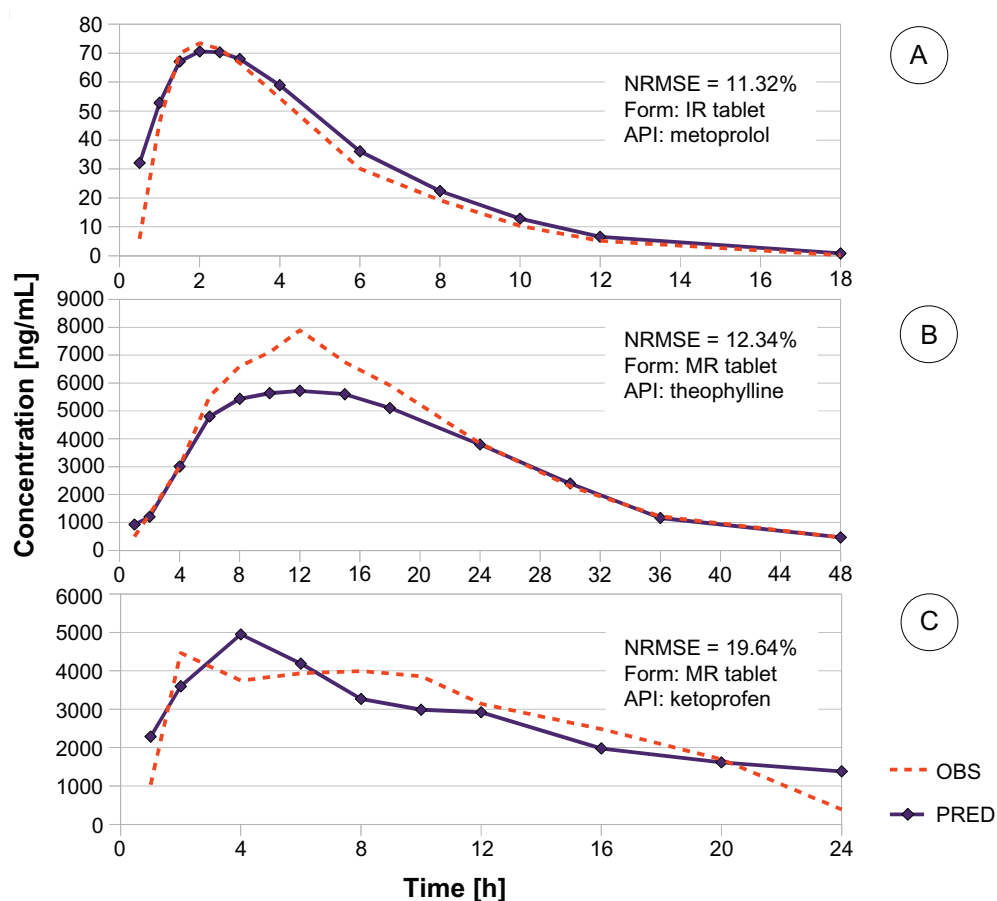 80
70
60
50
40
30
20
10
0
0 2 4 6 8 10 12 14 16 18
NRMSE = 11.32%
Form: IR tablet
API: metoprolol
A
9000
8000
7000
6000
5000
4000
3000
2000
1000
0
0 4 8 12 16 20 24 28 32 36 40 44 48
NRMSE = 12.34%
Form: MR tablet
API: theophylline
B
6000
5000
4000
3000
2000
1000
0
0 4 8 12 16 20 24
NRMSE = 19.64%
Form: MR tablet
API: ketoprofen
C
Concentration [ng/mL]
Time [h]
OBS
PRED